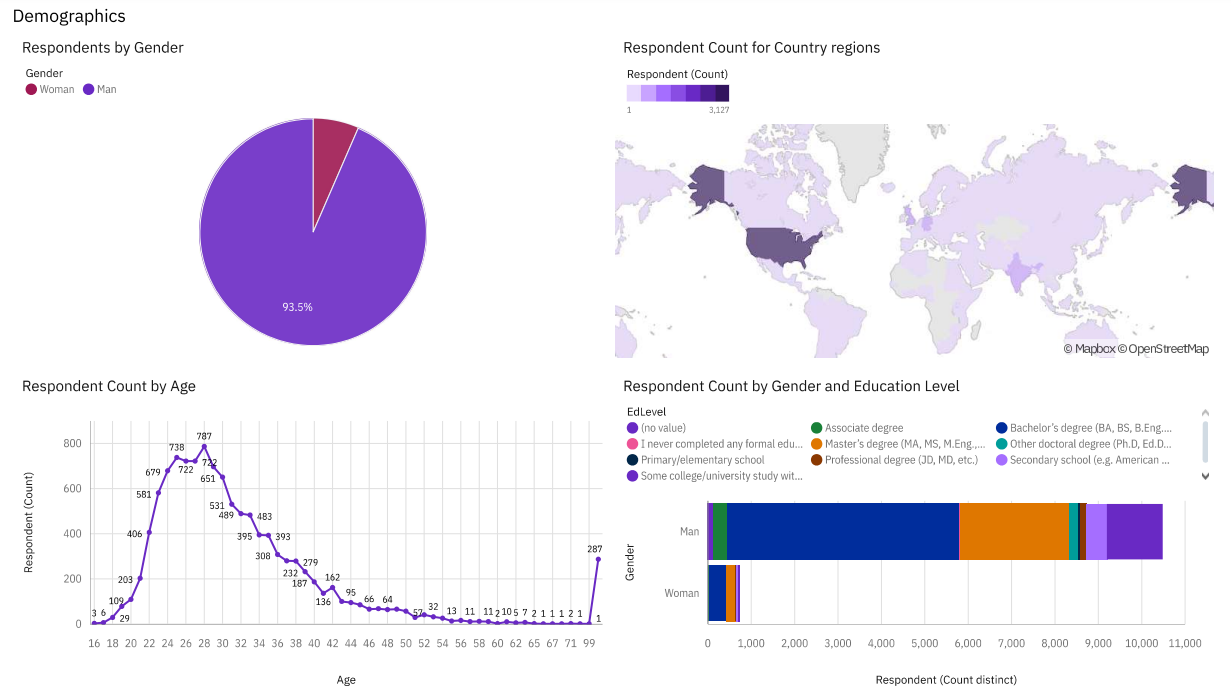 Demographics
Respondents by Gender
Gender
Woman Man
93.5%
Respondent Count for Country regions
Respondent (Count)
1 3,127
© Mapbox © OpenStreetMap
Respondent Count by Age
Respondent (Count)
800
600
400
200
0
3 6 29 109 203 406 581 679 738 722 787 722 651 531 489 483 395 393 308 232 279 187 136 162 95 66 64 57 32 13 11 11 2 10 5 7 2 1 1 1 2 1 1 287
16 18 20 22 24 26 28 30 32 34 36 38 40 42 44 46 48 50 52 54 56 58 60 62 64 65 67 69 71 99
Age
Respondent Count by Gender and Education Level
EdLevel
(no value) Associate degree Bachelor's degree (BA, BS, B.Eng....
I never completed any formal edu... Master's degree (MA, MS, M.Eng.,... Other doctoral degree (Ph.D, Ed.D...
Primary/elementary school Professional degree (JD, MD, etc.) Secondary school (e.g. American ...
Some college/university study wit...
Gender
Man
Woman
0 1,000 2,000 3,000 4,000 5,000 6,000 7,000 8,000 9,000 10,000 11,000
Respondent (Count distinct)